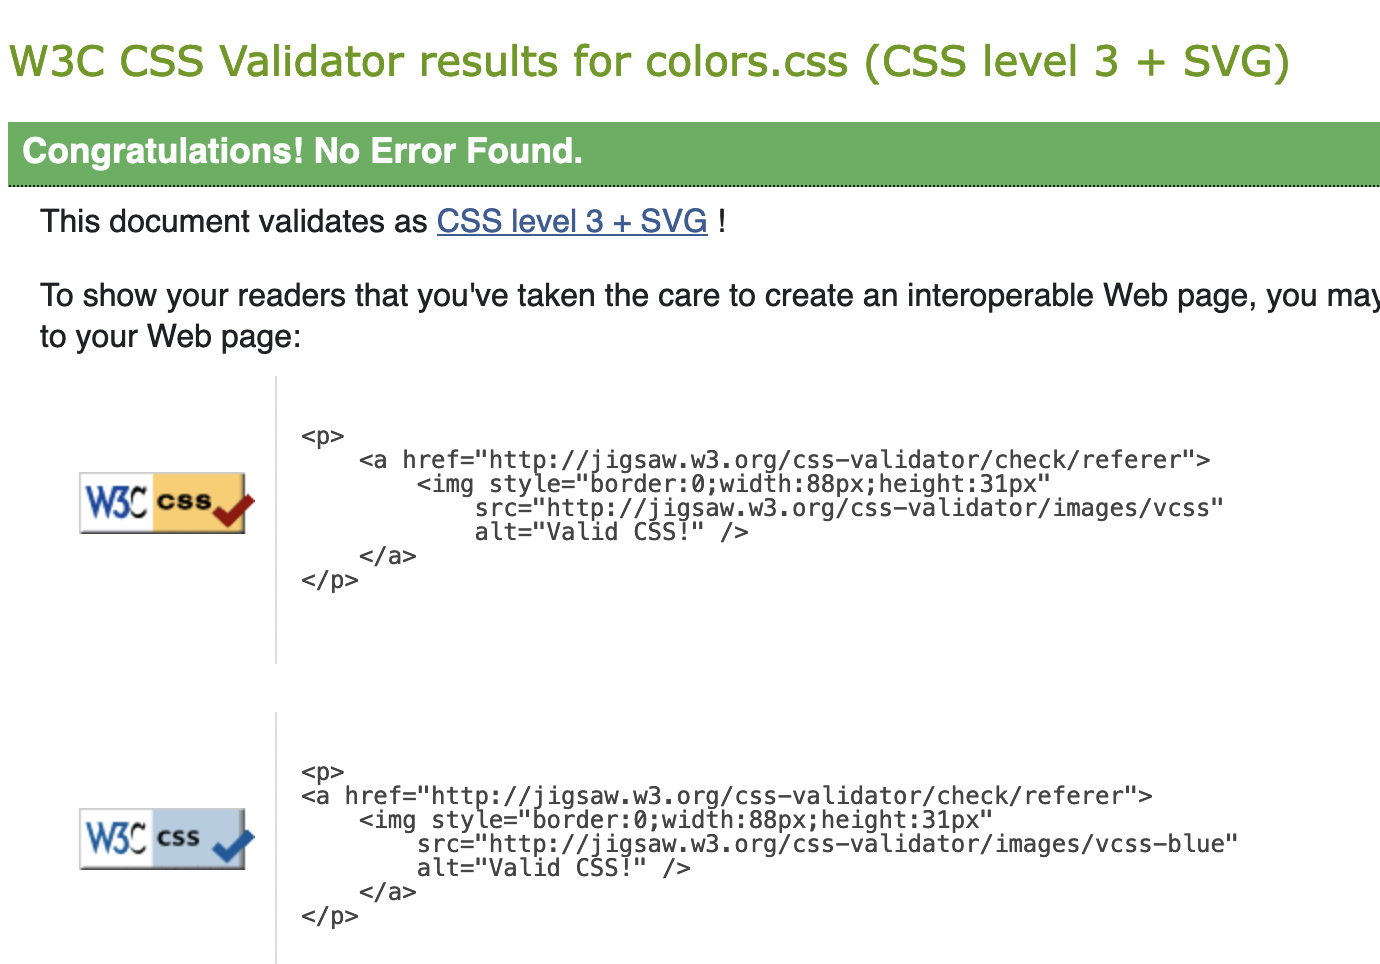 W3C CSS Validator results for colors.css (CSS level 3 + SVG)
Congratulations! No Error Found.
This document validates as CSS level 3 + SVG !
To show your readers that you've taken the care to create an interoperable Web page, you may
to your Web page:
<p>
    <a href="http://jigsaw.w3.org/css-validator/check/referer">
        <img style="border:0;width:88px;height:31px"
            src="http://jigsaw.w3.org/css-validator/images/vcss"
            alt="Valid CSS!" />
    </a>
</p>
W3C css
<p>
<a href="http://jigsaw.w3.org/css-validator/check/referer">
    <img style="border:0;width:88px;height:31px"
        src="http://jigsaw.w3.org/css-validator/images/vcss-blue"
        alt="Valid CSS!" />
    </a>
</p>
W3C css